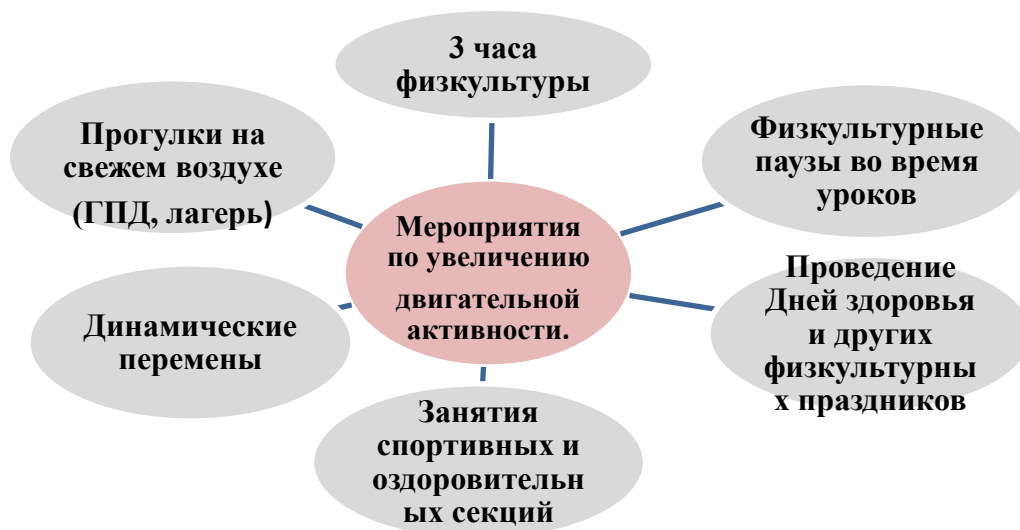 3 часа
физкультуры
Прогулки на
свежем воздухе
(ГПД, лагерь)
Физкультурные
паузы во время
уроков
Мероприятия
по увеличению
двигательной
активности.
Динамические
перемены
Проведение
Дней здоровья
и других
физкультурны
х праздников
Занятия
спортивных и
оздоровительн
ых секций